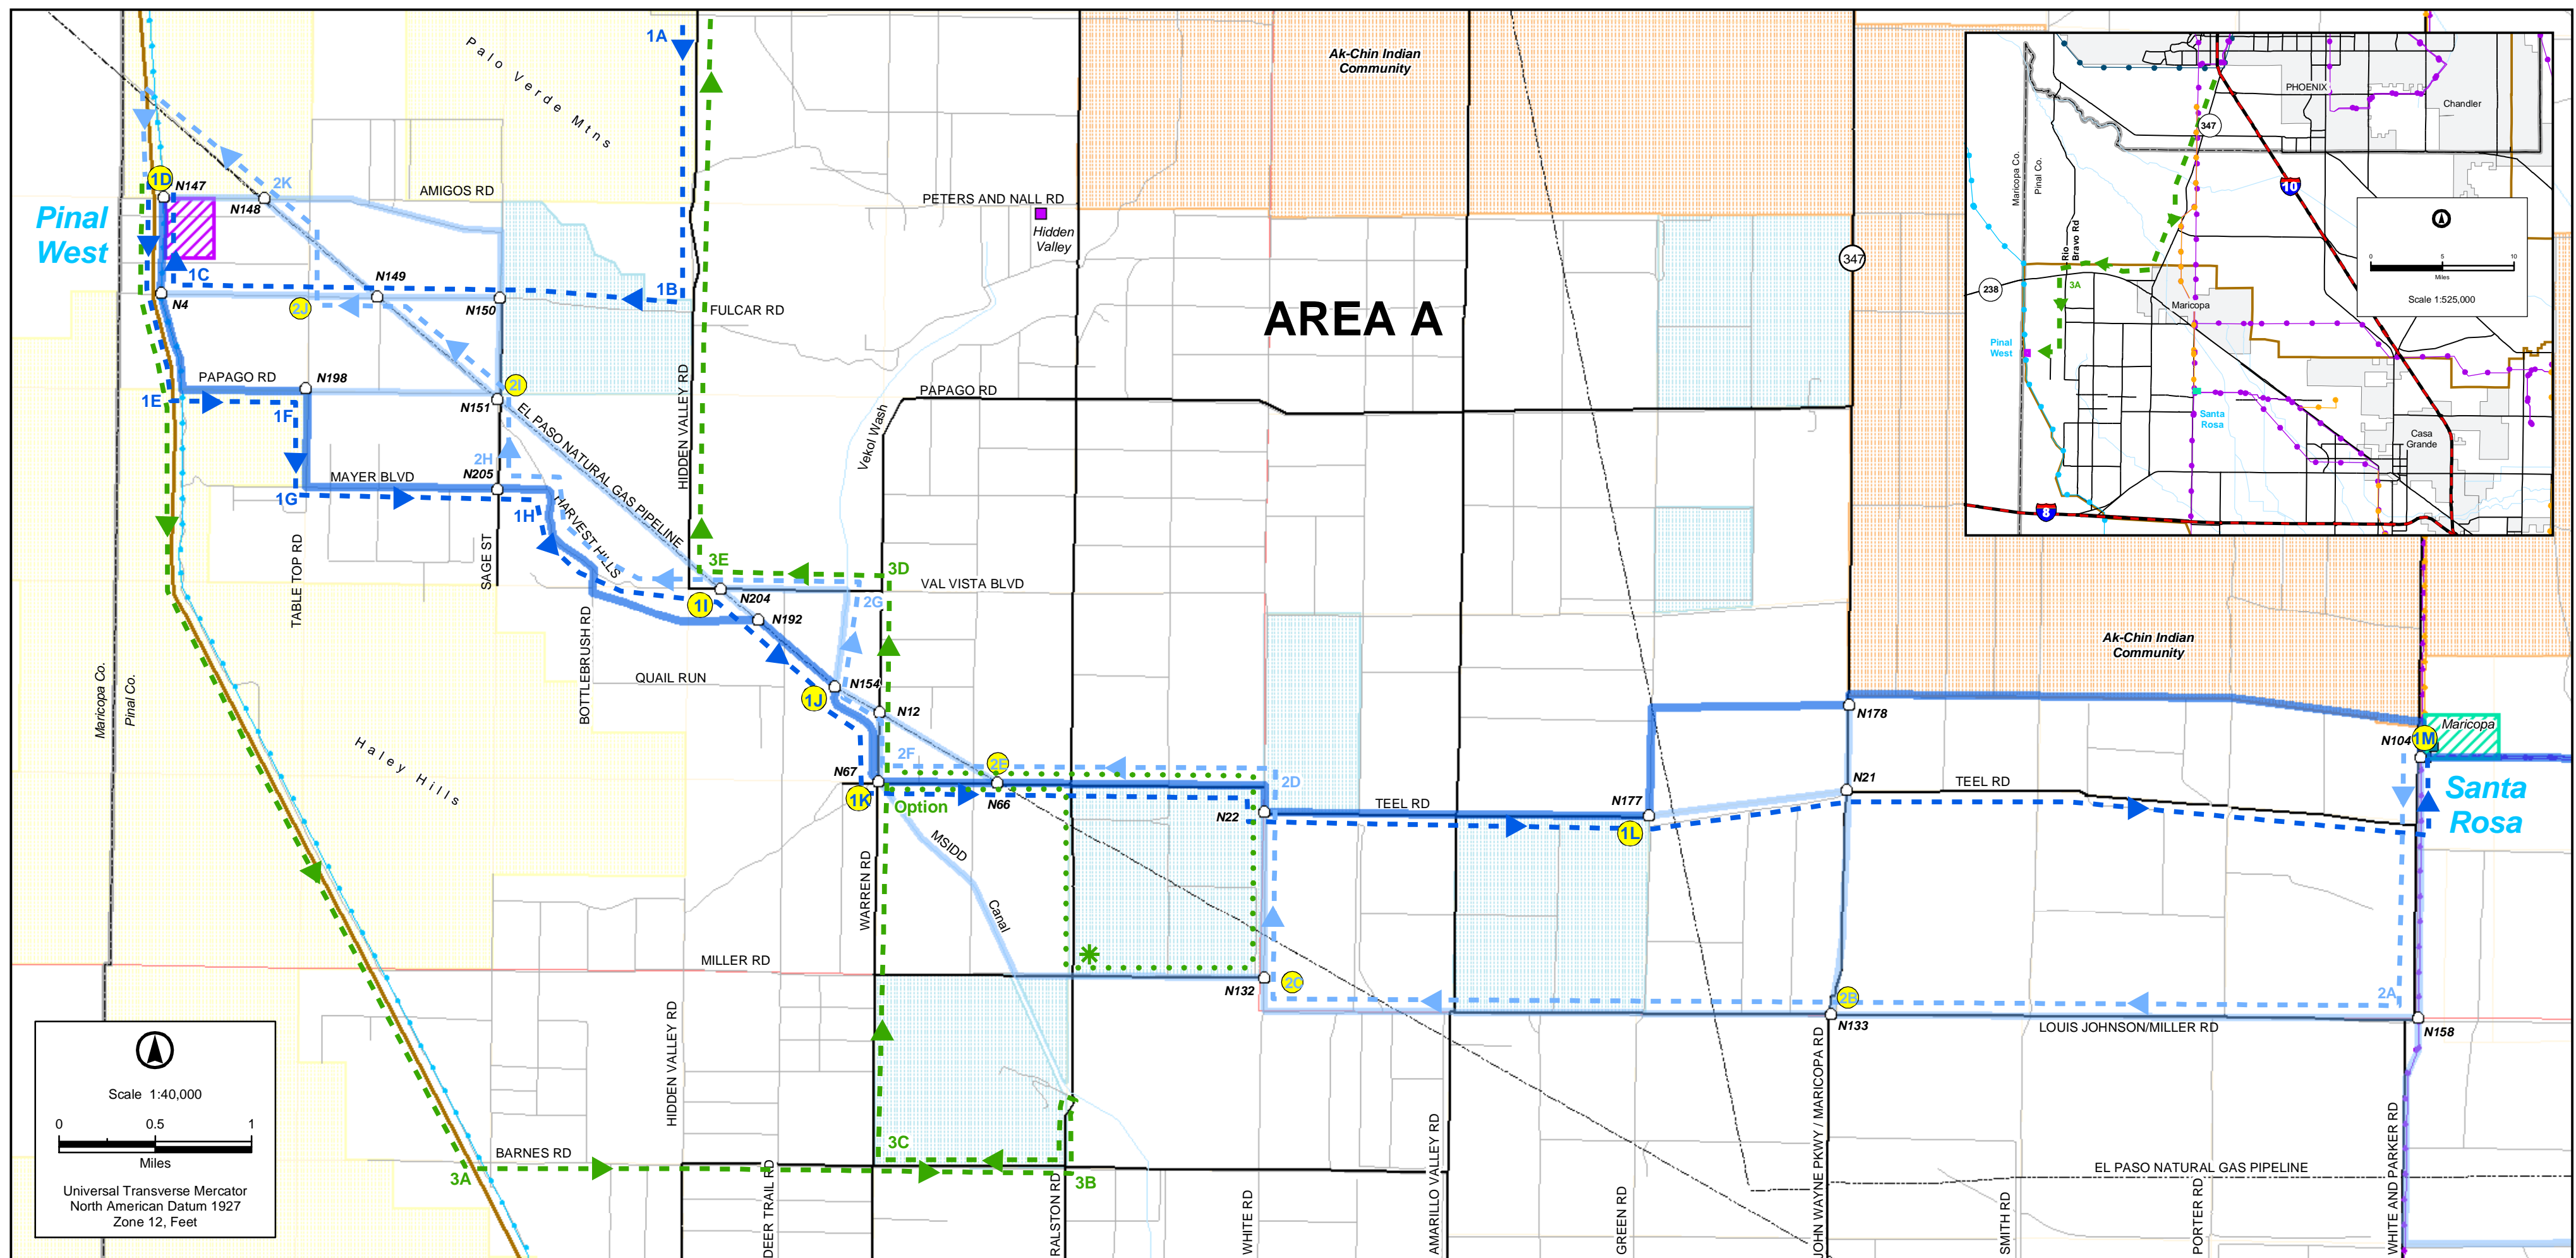 1A
Palo Verde Mtns
Ak-Chin Indian
Community
1D
N147
2K
N148
AMIGOS RD
PETERS AND NALL RD
Hidden
Valley
Pinal
West
347
1C
N4
2J
N149
N150
1B
FULCAR RD
AREA A
PAPAGO RD
N198
1E
1F
2I
N151
PAPAGO RD
EL PASO NATURAL GAS PIPELINE
HIDDEN VALLEY RD
Vekol Wash
2H
N205
MAYER BLVD
1G
1H
HARVEST HILLS
TABLE TOP RD
SAGE ST
3E
3D
VAL VISTA BLVD
N204
1I
2G
N192
BOTTLEBRUSH RD
QUAIL RUN
N154
1J
N12
Maricopa Co.
Pinal Co.
Haley Hills
2F
2E
N67
1K
Option
N66
2D
N22
TEEL RD
N177
1L
N178
N21
TEEL RD
Ak-Chin Indian
Community
Maricopa
N104
1M
Santa
Rosa
MSIDD
Canal
WARREN RD
MILLER RD
N132
2C
2B
N133
2A
LOUIS JOHNSON/MILLER RD
N158
HIDDEN VALLEY RD
3C
BARNES RD
3A
3B
DEER TRAIL RD
RALSTON RD
WHITE RD
AMARILLO VALLEY RD
GREEN RD
JOHN WAYNE PKWY / MARICOPA RD
SMITH RD
PORTER RD
WHITE AND PARKER RD
EL PASO NATURAL GAS PIPELINE
Scale 1:40,000
0 0.5 1
Miles
Universal Transverse Mercator
North American Datum 1927
Zone 12, Feet
PHOENIX
Chandler
347
10
Maricopa Co.
Pinal Co.
Rio
Bravo Rd
238
3A
Maricopa
Pinal
West
Santa
Rosa
Casa
Grande
8
0 5 10
Miles
Scale 1:525,000